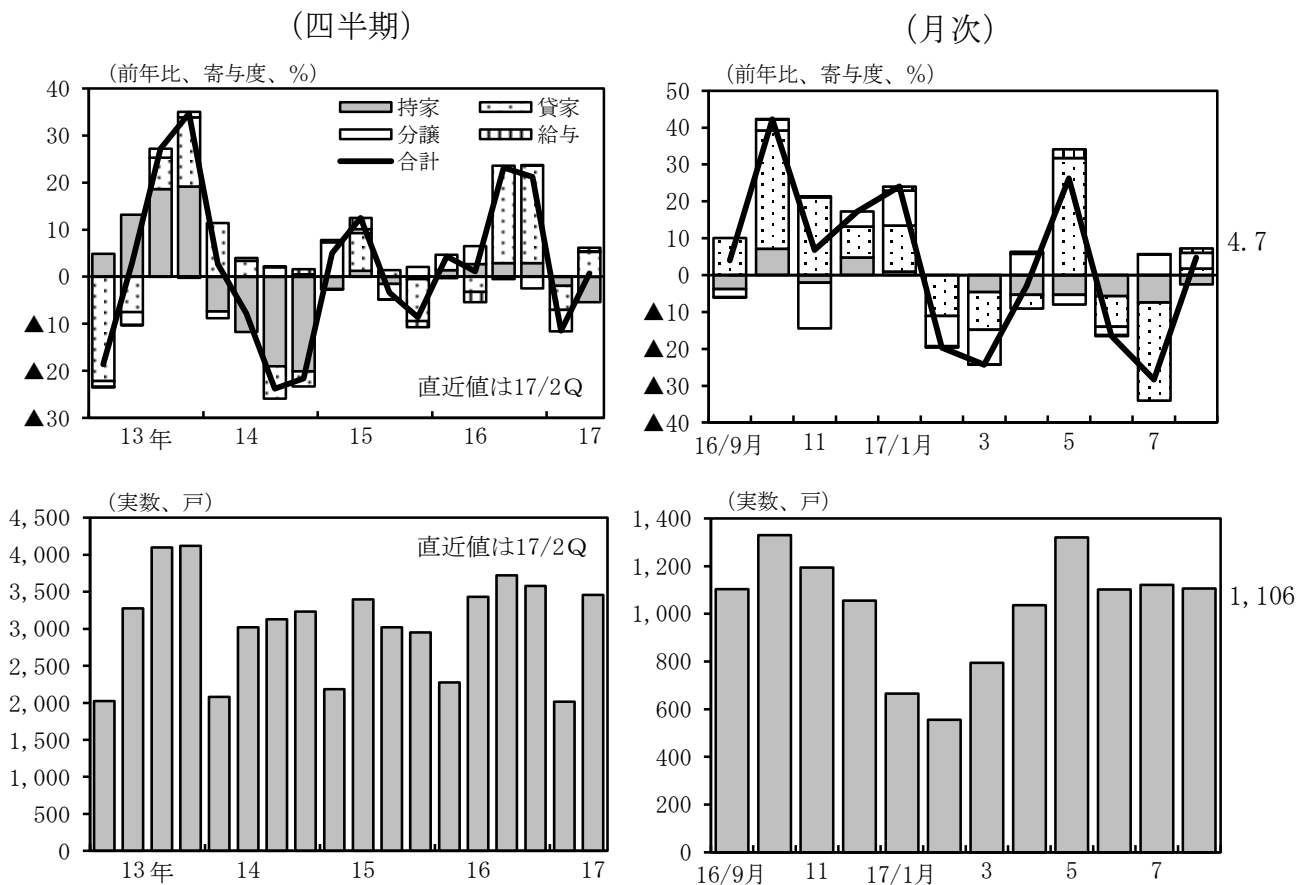 (四半期)
(前年比、寄与度、%)
40
30
20
10
0
▲10
▲20
▲30
持家
貸家
分譲
給与
合計
直近値は17/2Q
13年 14 15 16 17
(月次)
(前年比、寄与度、%)
50
40
30
20
10
0
▲10
▲20
▲30
▲40
4.7
16/9月 11 17/1月 3 5 7
(実数、戸)
4,500
4,000
3,500
3,000
2,500
2,000
1,500
1,000
500
0
直近値は17/2Q
13年 14 15 16 17
(実数、戸)
1,400
1,200
1,000
800
600
400
200
0
1,106
16/9月 11 17/1月 3 5 7